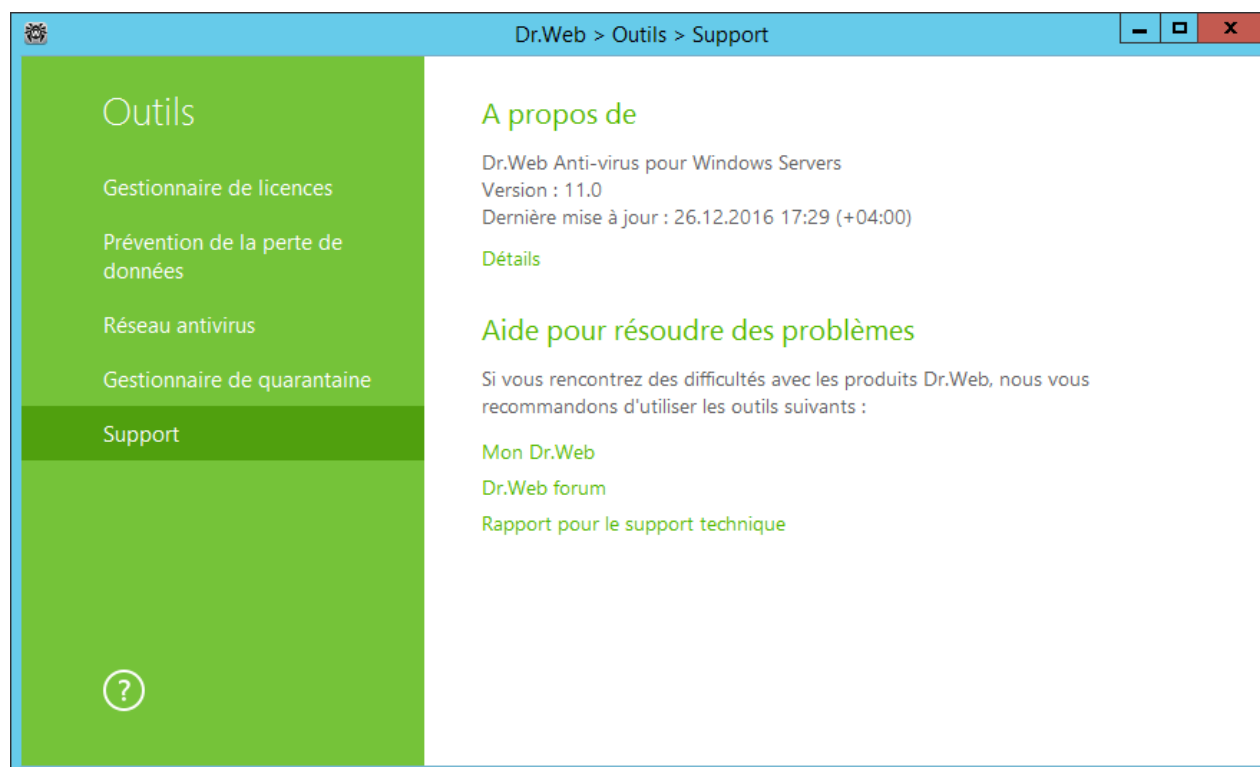 Dr.Web > Outils > Support
Outils
Gestionnaire de licences
Prévention de la perte de
données
Réseau antivirus
Gestionnaire de quarantaine
Support
?
A propos de
Dr.Web Anti-virus pour Windows Servers
Version : 11.0
Dernière mise à jour : 26.12.2016 17:29 (+04:00)
Détails
Aide pour résoudre des problèmes
Si vous rencontrez des difficultés avec les produits Dr.Web, nous vous
recommandons d'utiliser les outils suivants :
Mon Dr.Web
Dr.Web forum
Rapport pour le support technique